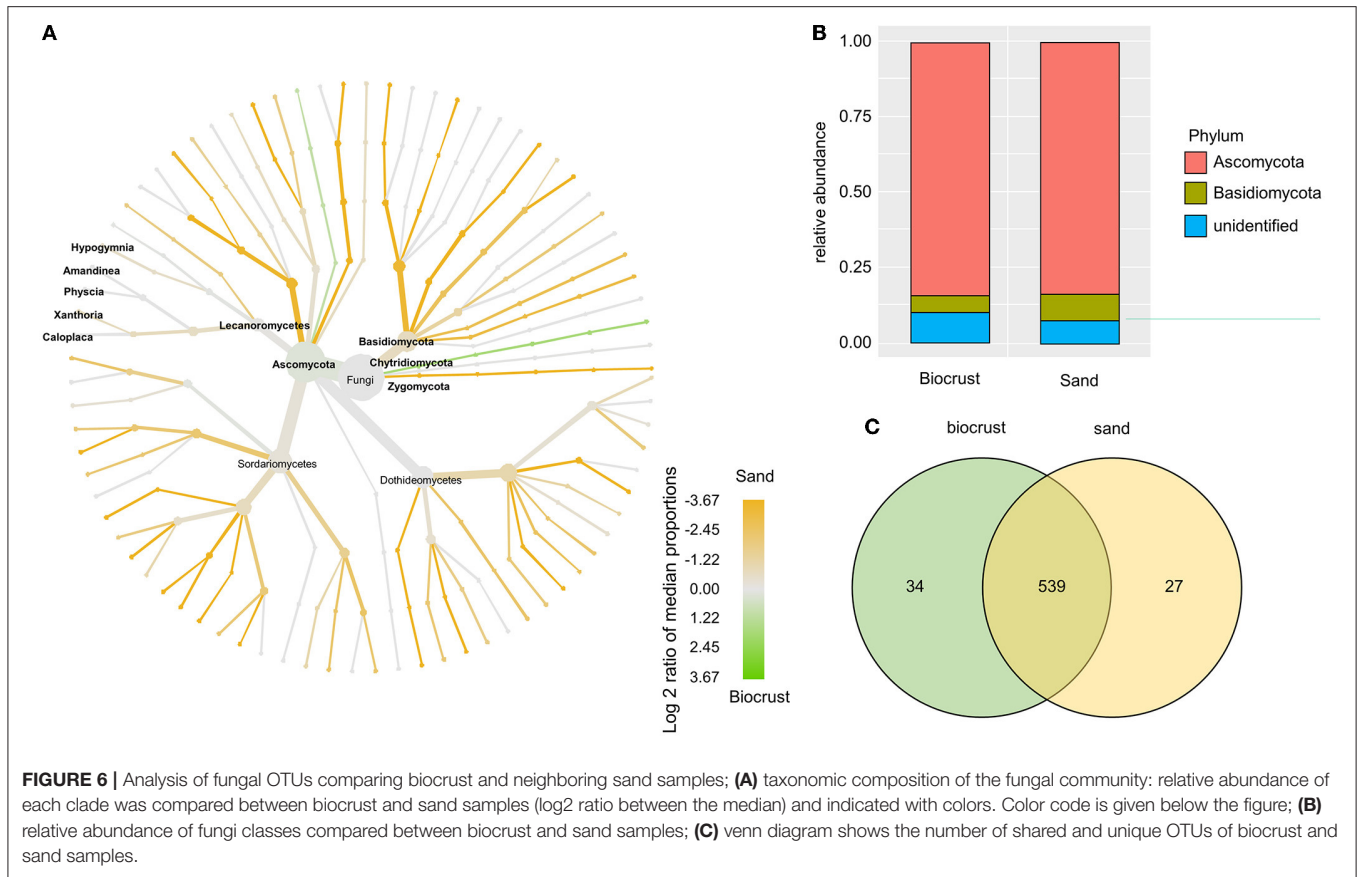 A
Hypogymnia
Amandinea
Physcia
Xanthoria
Caloplaca
Lecanoromycetes
Ascomycota
Fungi
Basidiomycota
Chytridiomycota
Zygomycota
Sordariomycetes
Dothideomycetes
Log 2 ratio of median proportions
Sand
-3.67
-2.45
-1.22
0.00
1.22
2.45
3.67
Biocrust
B
relative abundance
1.00
0.75
0.50
0.25
0.00
Biocrust
Sand
Phylum
Ascomycota
Basidiomycota
unidentified
C
biocrust
sand
34
539
27
FIGURE 6 | Analysis of fungal OTUs comparing biocrust and neighboring sand samples; (A) taxonomic composition of the fungal community: relative abundance of
each clade was compared between biocrust and sand samples (log2 ratio between the median) and indicated with colors. Color code is given below the figure; (B)
relative abundance of fungi classes compared between biocrust and sand samples; (C) venn diagram shows the number of shared and unique OTUs of biocrust and
sand samples.